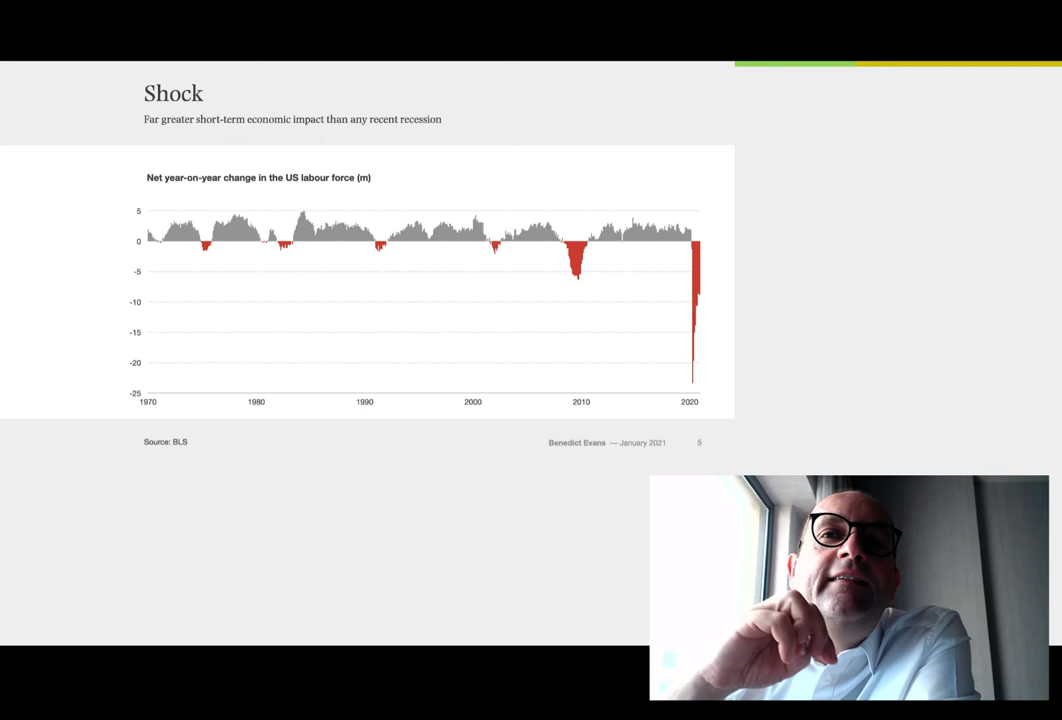 Shock
Far greater short-term economic impact than any recent recession
Net year-on-year change in the US labour force (m)
5
0
-5
-10
-15
-20
-25
1970 1980 1990 2000 2010 2020
Source: BLS
Benedict Evans — January 2021 5